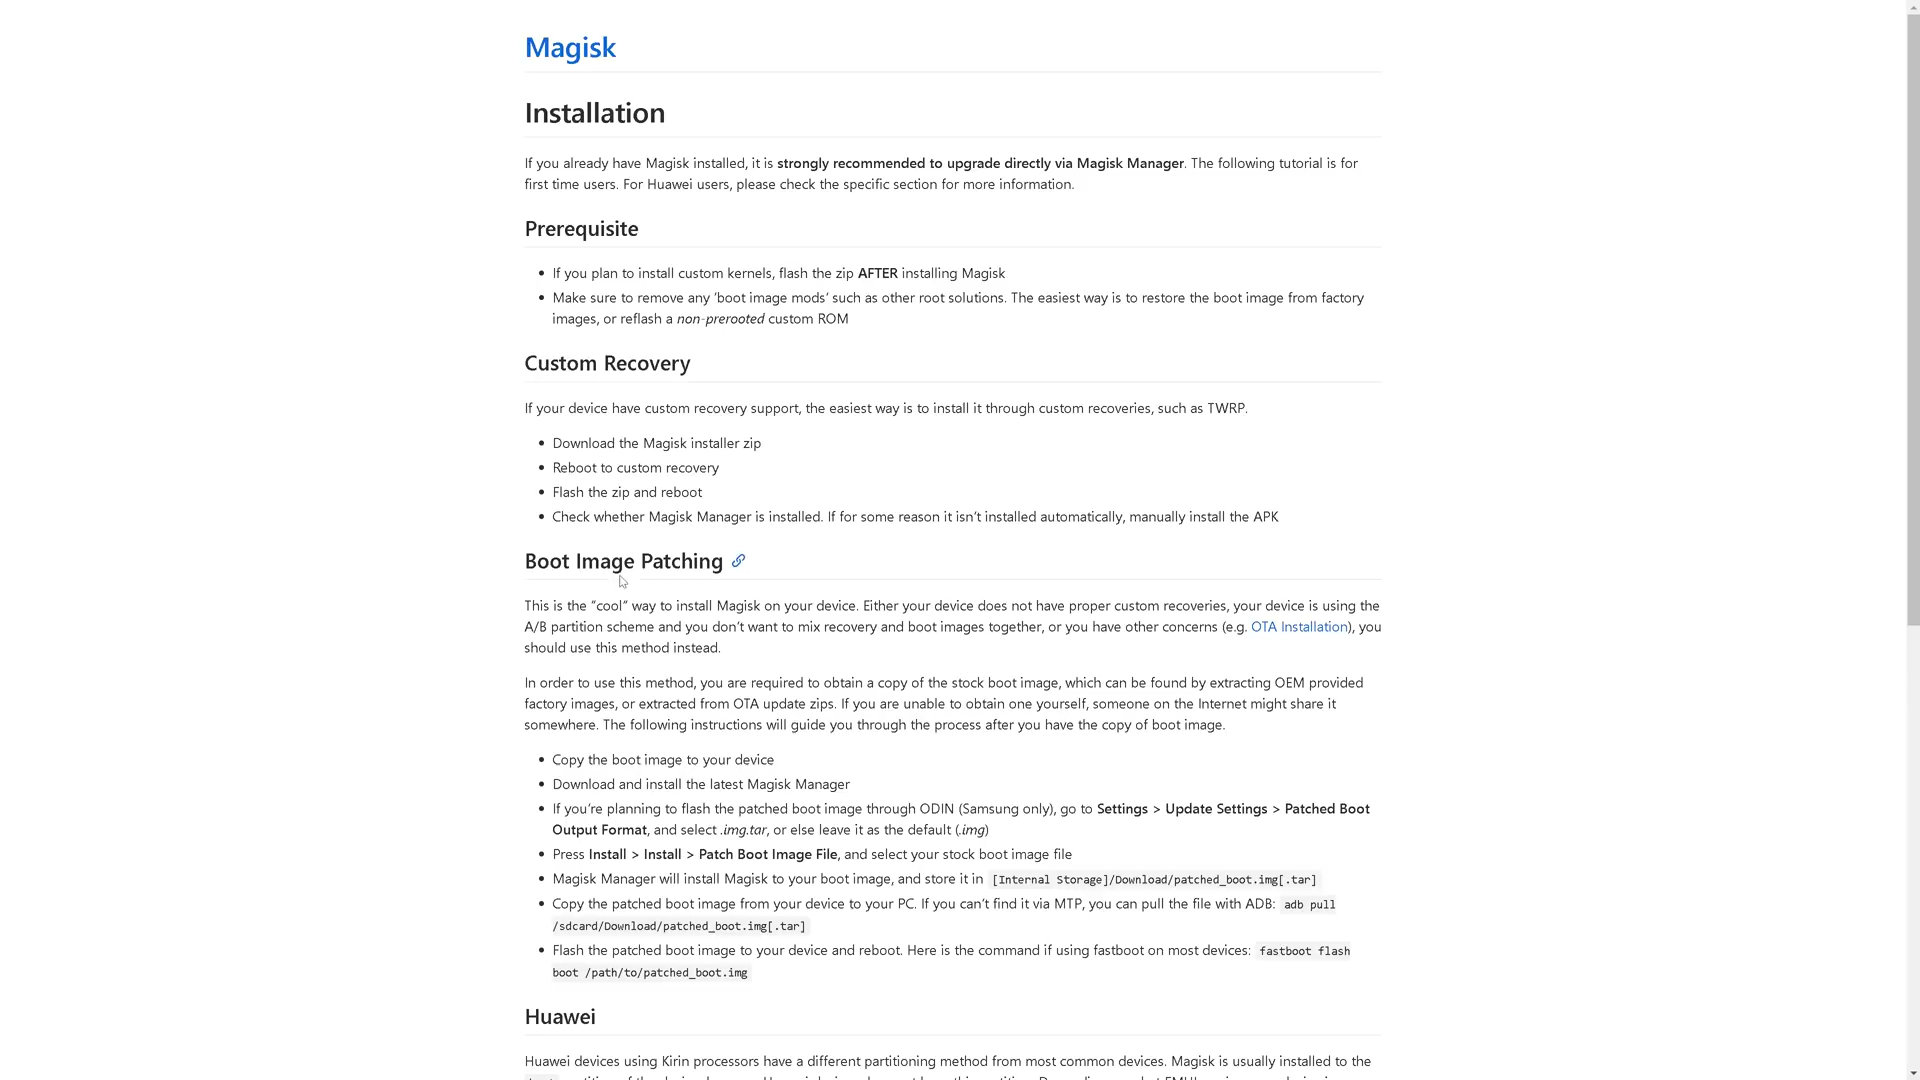 Magisk
Installation
If you already have Magisk installed, it is strongly recommended to upgrade directly via Magisk Manager. The following tutorial is for
first time users. For Huawei users, please check the specific section for more information.
Prerequisite
• If you plan to install custom kernels, flash the zip AFTER installing Magisk
• Make sure to remove any ‘boot image mods’ such as other root solutions. The easiest way is to restore the boot image from factory
images, or reflash a non-prerooted custom ROM
Custom Recovery
If your device have custom recovery support, the easiest way is to install it through custom recoveries, such as TWRP.
• Download the Magisk installer zip
• Reboot to custom recovery
• Flash the zip and reboot
• Check whether Magisk Manager is installed. If for some reason it isn’t installed automatically, manually install the APK
Boot Image Patching
This is the “cool” way to install Magisk on your device. Either your device does not have proper custom recoveries, your device is using the
A/B partition scheme and you don’t want to mix recovery and boot images together, or you have other concerns (e.g. OTA Installation), you
should use this method instead.
In order to use this method, you are required to obtain a copy of the stock boot image, which can be found by extracting OEM provided
factory images, or extracted from OTA update zips. If you are unable to obtain one yourself, someone on the Internet might share it
somewhere. The following instructions will guide you through the process after you have the copy of boot image.
• Copy the boot image to your device
• Download and install the latest Magisk Manager
• If you’re planning to flash the patched boot image through ODIN (Samsung only), go to Settings > Update Settings > Patched Boot
Output Format, and select .img.tar, or else leave it as the default (.img)
• Press Install > Install > Patch Boot Image File, and select your stock boot image file
• Magisk Manager will install Magisk to your boot image, and store it in [Internal Storage]/Download/patched_boot.img[.tar]
• Copy the patched boot image from your device to your PC. If you can’t find it via MTP, you can pull the file with ADB: adb pull
/sdcard/Download/patched_boot.img[.tar]
• Flash the patched boot image to your device and reboot. Here is the command if using fastboot on most devices: fastboot flash
boot /path/to/patched_boot.img
Huawei
Huawei devices using Kirin processors have a different partitioning method from most common devices. Magisk is usually installed to the